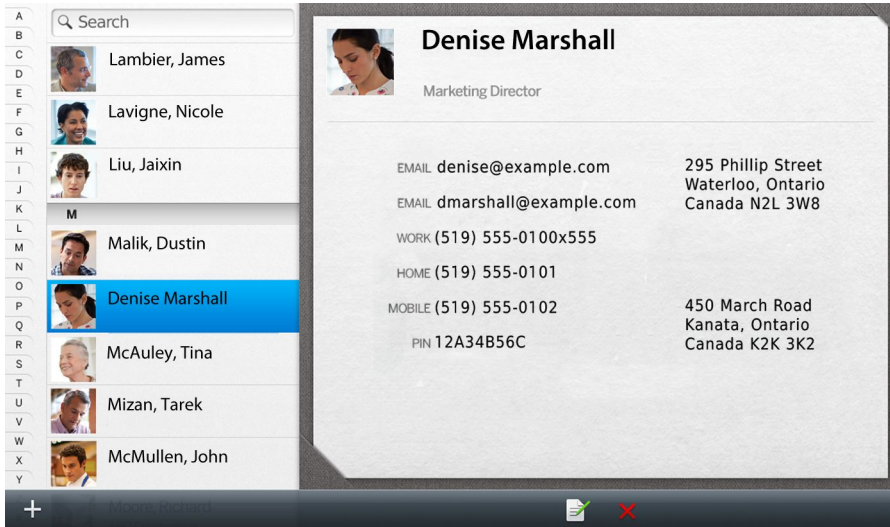 A
B
C
D
E
F
G
H
I
J
K
L
M
N
O
P
Q
R
S
T
U
V
W
X
Y
Search
Lambier, James
Lavigne, Nicole
Liu, Jaixin
M
Malik, Dustin
Denise Marshall
McAuley, Tina
Mizan, Tarek
McMullen, John
Moore, Richard
Denise Marshall
Marketing Director
EMAIL denise@example.com
EMAIL dmarshall@example.com
WORK (519) 555-0100x555
HOME (519) 555-0101
MOBILE (519) 555-0102
PIN 12A34B56C
295 Phillip Street
Waterloo, Ontario
Canada N2L 3W8
450 March Road
Kanata, Ontario
Canada K2K 3K2